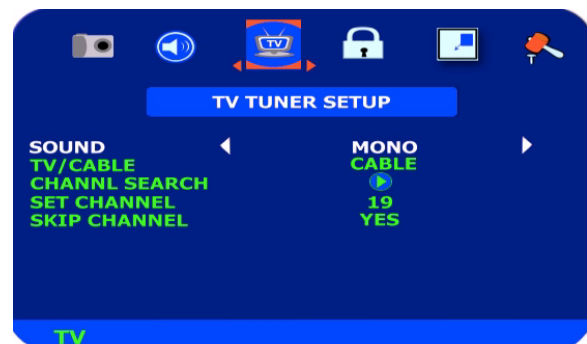 TV
T
TV TUNER SETUP
SOUND MONO
TV/CABLE CABLE
CHANNL SEARCH
SET CHANNEL 19
SKIP CHANNEL YES
TV